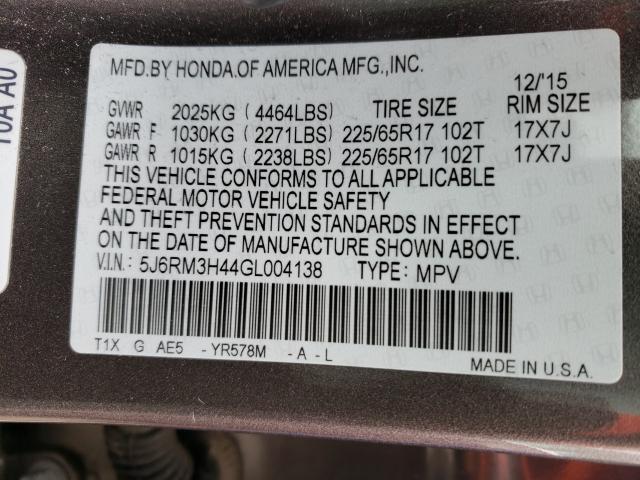 MFD.BY HONDA.OF AMERICA MFG.,INC.
12/'15
GVWR 2025KG ( 4464LBS) TIRE SIZE RIM SIZE
GAWR F 1030KG ( 2271LBS) 225/65R17 102T 17X7J
GAWR R 1015KG ( 2238LBS) 225/65R17 102T 17X7J
THIS VEHICLE CONFORMS TO ALL APPLICABLE
FEDERAL MOTOR VEHICLE SAFETY
AND THEFT PREVENTION STANDARDS IN EFFECT
ON THE DATE OF MANUFACTURE SHOWN ABOVE.
V.I.N.: 5J6RM3H44GL004138 TYPE: MPV
T1X G AE5 -YR578M -A -L
MADE IN U.S.A.